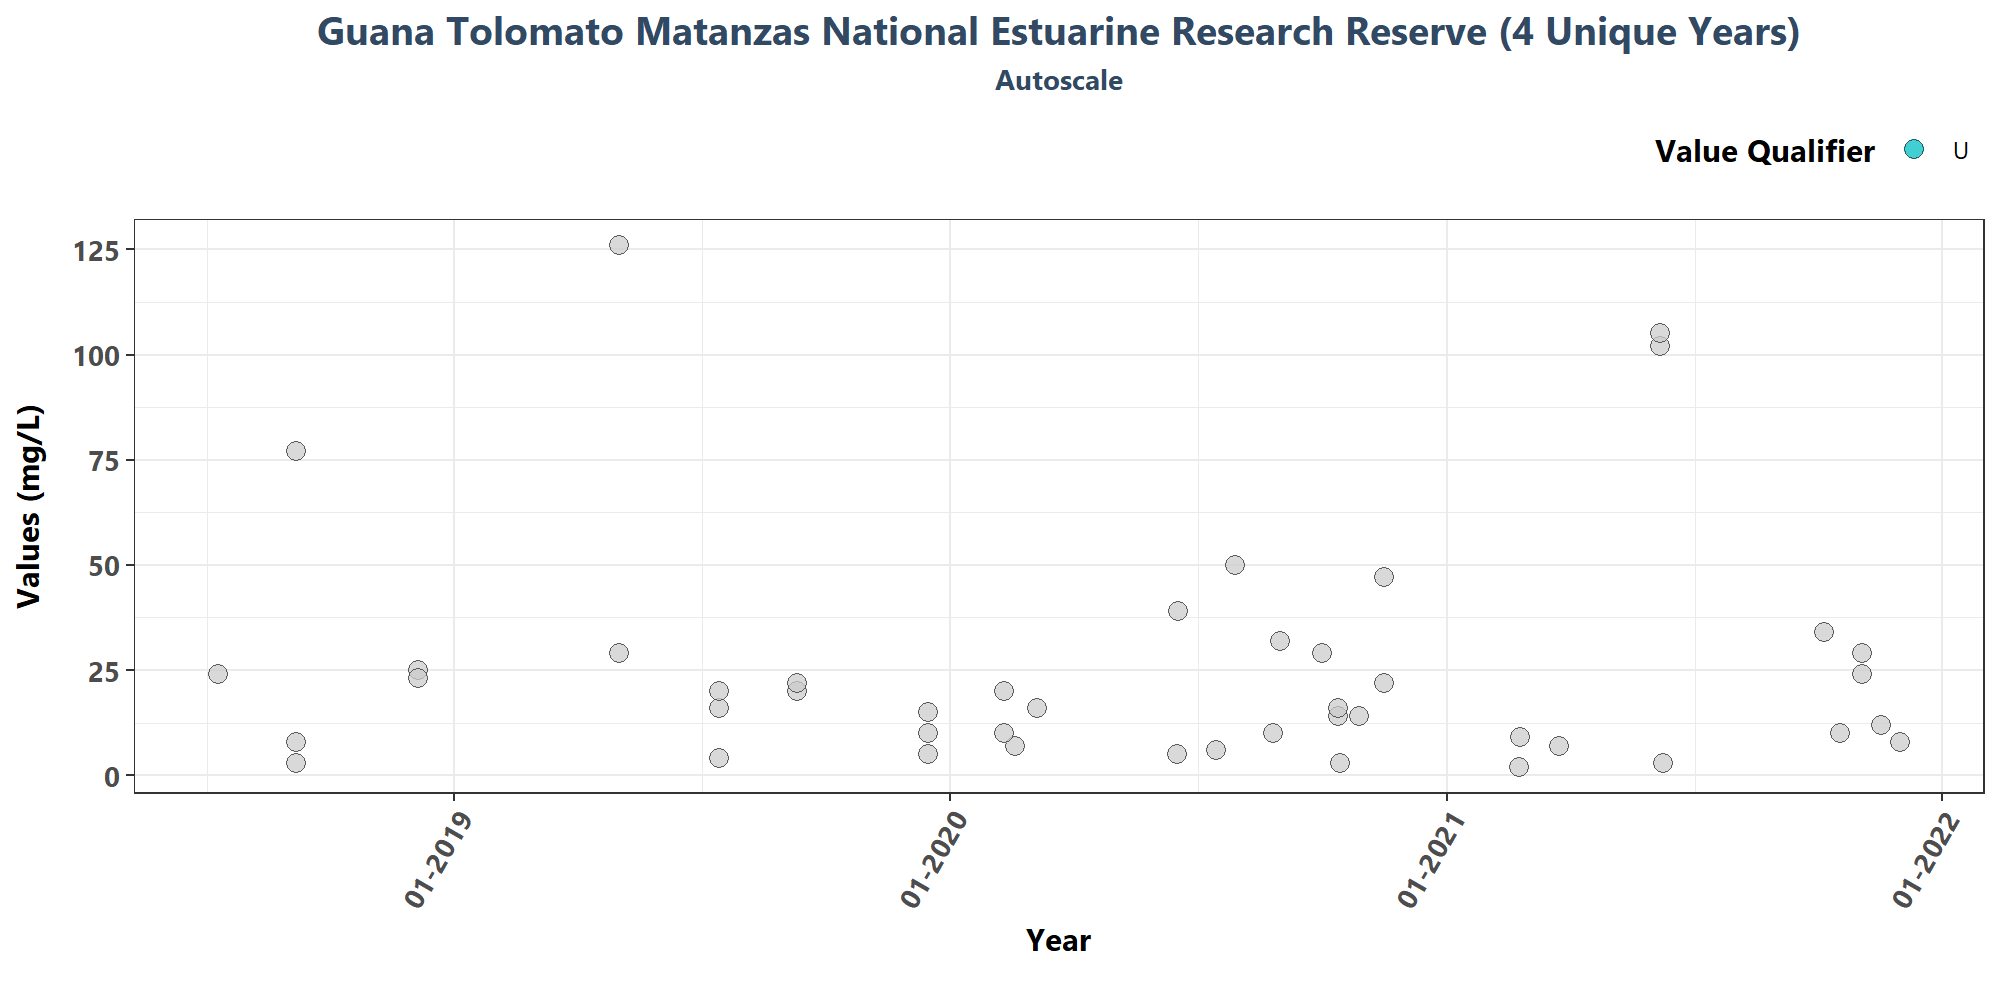 Guana Tolomato Matanzas National Estuarine Research Reserve (4 Unique Years)
Autoscale
Value Qualifier U
Values (mg/L)
125
100
75
50
25
0
01-2019
01-2020
01-2021
01-2022
Year